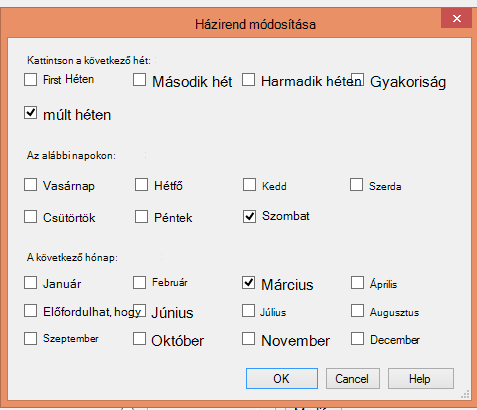 Házirend módosítása
Kattintson a következő hét:
First Héten Második hét Harmadik héten Gyakoriság
múlt héten
Az alábbi napokon:
Vasárnap Hétfő Kedd Szerda
Csütörtök Péntek Szombat
A következő hónap:
Január Február Március Április
Előfordulhat, hogy Június Július Augusztus
Szeptember Október November December
OK Cancel Help